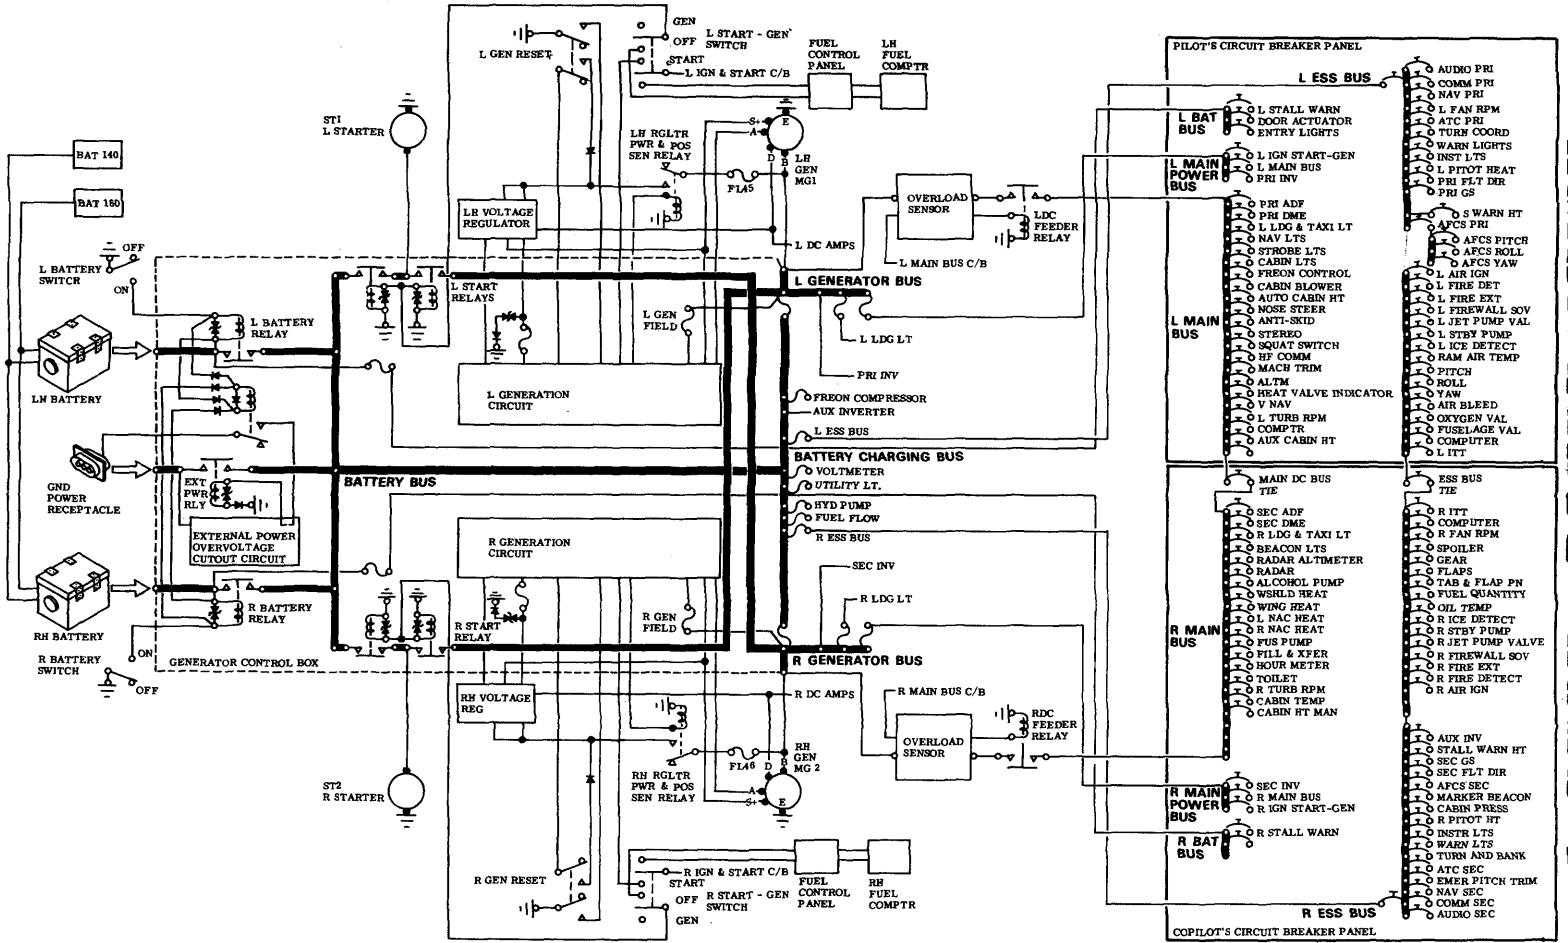 GEN
L START - GEN
SWITCH
OFF
START
L GEN RESET
L IGN & START C/B
FUEL
CONTROL
PANEL
LH
FUEL
COMPTR
ST1
L STARTER
S+
A
E
D
B
LH RGLTR
PWR & POS
SEN RELAY
LH
GEN
MG1
FL45
BAT 140
BAT 160
LH VOLTAGE
REGULATOR
L DC AMPS
OVERLOAD
SENSOR
LDC
FEEDER
RELAY
L MAIN BUS C/B
OFF
L BATTERY
SWITCH
ON
L START
RELAYS
L GENERATOR BUS
L BATTERY
RELAY
L GEN
FIELD
L LDG LT
PRI INV
LH BATTERY
L GENERATION
CIRCUIT
FREON COMPRESSOR
AUX INVERTER
L ESS BUS
BATTERY CHARGING BUS
VOLTMETER
UTILITY LT.
HYD PUMP
FUEL FLOW
R ESS BUS
GND
POWER
RECEPTACLE
EXT
PWR
RLY
BATTERY BUS
EXTERNAL POWER
OVERVOLTAGE
CUTOUT CIRCUIT
R GENERATION
CIRCUIT
SEC INV
R LDG LT
RH BATTERY
R BATTERY
RELAY
R START
RELAY
R GEN
FIELD
R BATTERY
SWITCH
ON
OFF
GENERATOR CONTROL BOX
R GENERATOR BUS
RH VOLTAGE
REG
R DC AMPS
R MAIN BUS C/B
OVERLOAD
SENSOR
RDC
FEEDER
RELAY
ST2
R STARTER
RH RGLTR
PWR & POS
SEN RELAY
FL46
RH
GEN
MG 2
D
B
A
S+
E
R GEN RESET
R IGN & START C/B
START
OFF
R START - GEN
SWITCH
GEN
FUEL
CONTROL
PANEL
RH
FUEL
COMPTR
PILOT'S CIRCUIT BREAKER PANEL
L ESS BUS
L BAT
BUS
L STALL WARN
DOOR ACTUATOR
ENTRY LIGHTS
L MAIN
POWER
BUS
L IGN START-GEN
L MAIN BUS
PRI INV
L MAIN
BUS
PRI ADF
PRI DME
L LDG & TAXI LT
NAV LTS
STROBE LTS
CABIN LTS
FREON CONTROL
CABIN BLOWER
AUTO CABIN HT
NOSE STEER
ANTI-SKID
STEREO
SQUAT SWITCH
HF COMM
MACH TRIM
ALTM
HEAT VALVE INDICATOR
V NAV
L TURB RPM
COMPTR
AUX CABIN HT
AUDIO PRI
COMM PRI
NAV PRI
L FAN RPM
ATC PRI
TURN COORD
WARN LIGHTS
INST LTS
L PITOT HEAT
PRI FLT DIR
PRI GS
S WARN HT
AFCS PRI
AFCS PITCH
AFCS ROLL
AFCS YAW
L AIR IGN
L FIRE DET
L FIRE EXT
L FIREWALL SOV
L JET PUMP VAL
L STBY PUMP
L ICE DETECT
RAM AIR TEMP
PITCH
ROLL
YAW
AIR BLEED
OXYGEN VAL
FUSELAGE VAL
COMPUTER
L ITT
MAIN DC BUS
TIE
ESS BUS
TIE
R MAIN
BUS
SEC ADF
SEC DME
R LDG & TAXI LT
BEACON LTS
RADAR ALTIMETER
RADAR
ALCOHOL PUMP
WSHLD HEAT
WING HEAT
L NAC HEAT
R NAC HEAT
FUS PUMP
FILL & XFER
HOUR METER
TOILET
R TURB RPM
CABIN TEMP
CABIN HT MAN
R ITT
COMPUTER
R FAN RPM
SPOILER
GEAR
FLAPS
TAB & FLAP PN
FUEL QUANTITY
OIL TEMP
R ICE DETECT
R STBY PUMP
R JET PUMP VALVE
R FIREWALL SOV
R FIRE EXT
R FIRE DETECT
R AIR IGN
R MAIN
POWER
BUS
SEC INV
R MAIN BUS
R IGN START-GEN
R BAT
BUS
R STALL WARN
AUX INV
STALL WARN HT
SEC GS
SEC FLT DIR
AFCS SEC
MARKER BEACON
CABIN PRESS
R PITOT HT
INSTR LTS
WARN LTS
TURN AND BANK
ATC SEC
EMER PITCH TRIM
NAV SEC
COMM SEC
AUDIO SEC
R ESS BUS
COPILOT'S CIRCUIT BREAKER PANEL